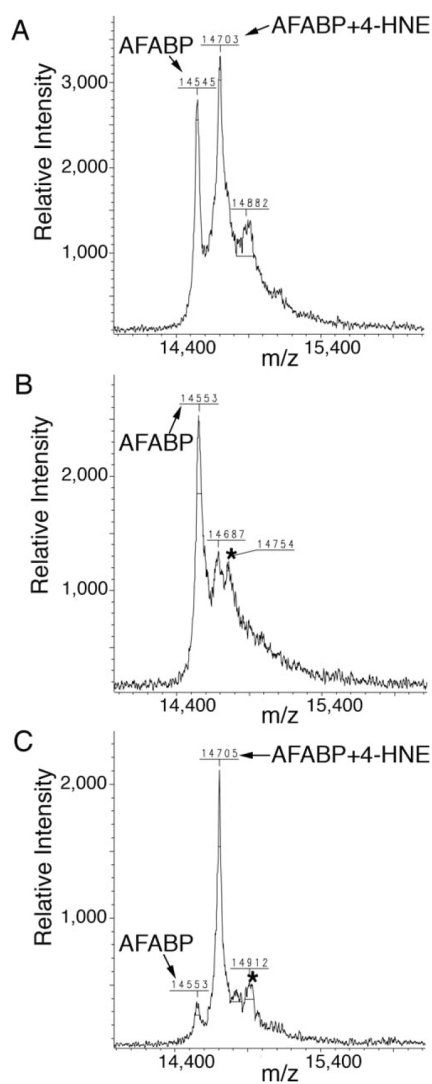 A
14703
AFABP+4-HNE
AFABP
14545
3,000
14882
2,000
1,000
Relative Intensity
14,400
15,400
m/z
B
14553
AFABP
2,000
14687
*
14754
1,000
Relative Intensity
14,400
15,400
m/z
C
14705
AFABP+4-HNE
2,000
1,000
AFABP
14912
*
14553
Relative Intensity
14,400
15,400
m/z